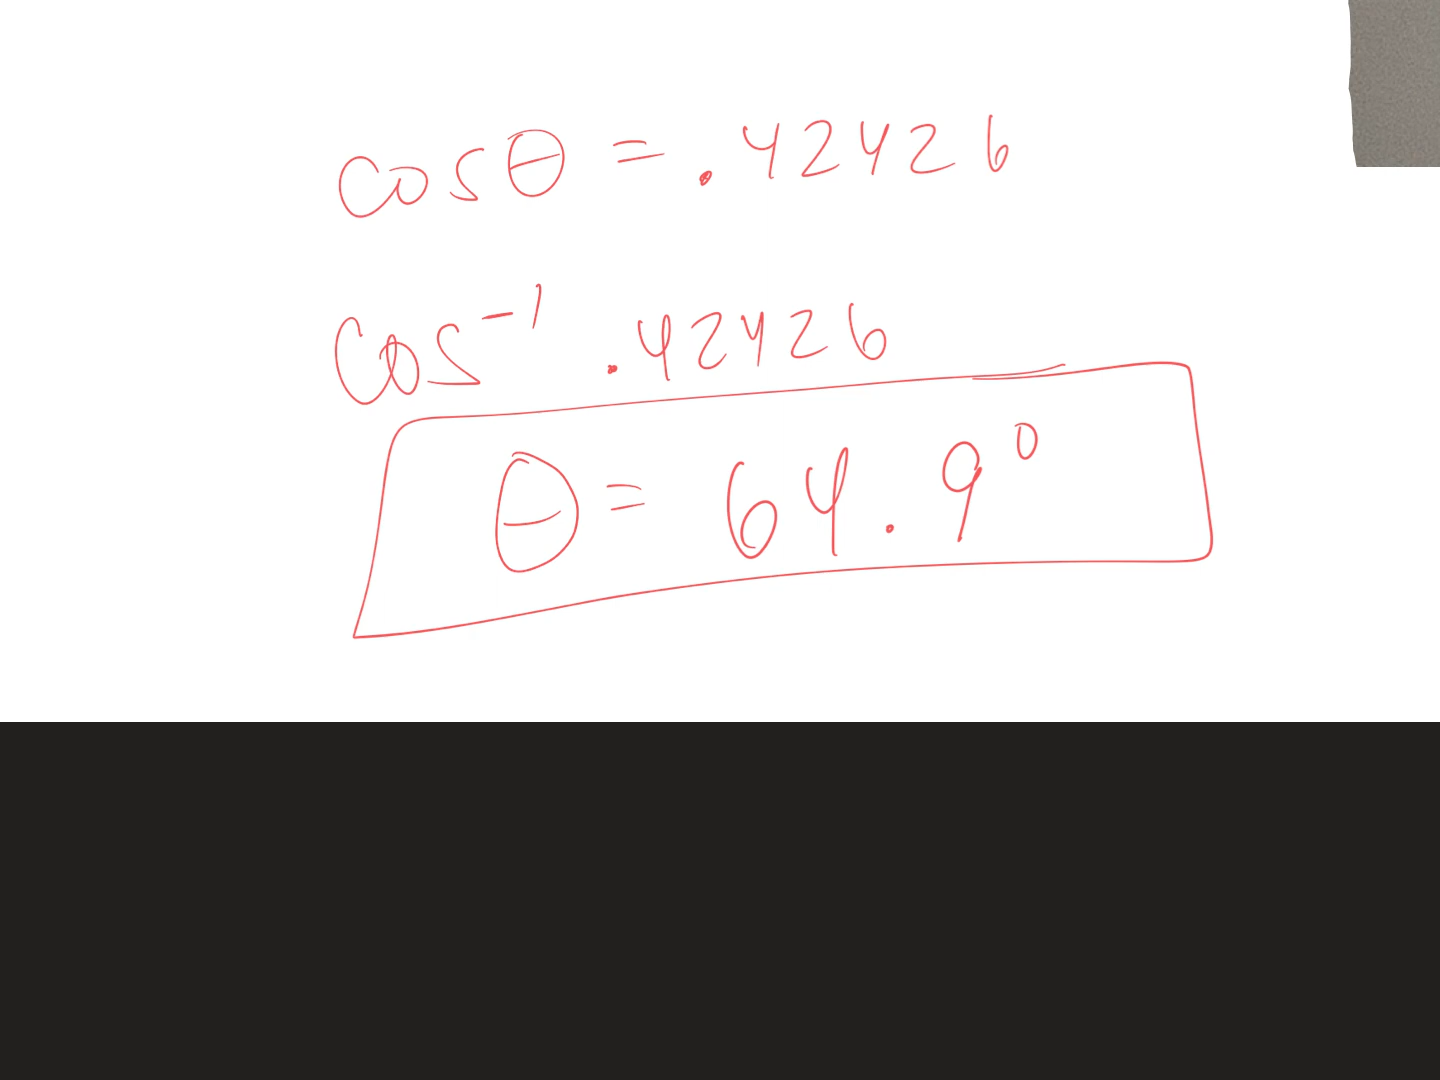 cosθ = .42426
cos⁻¹ .42426
θ = 64.9°